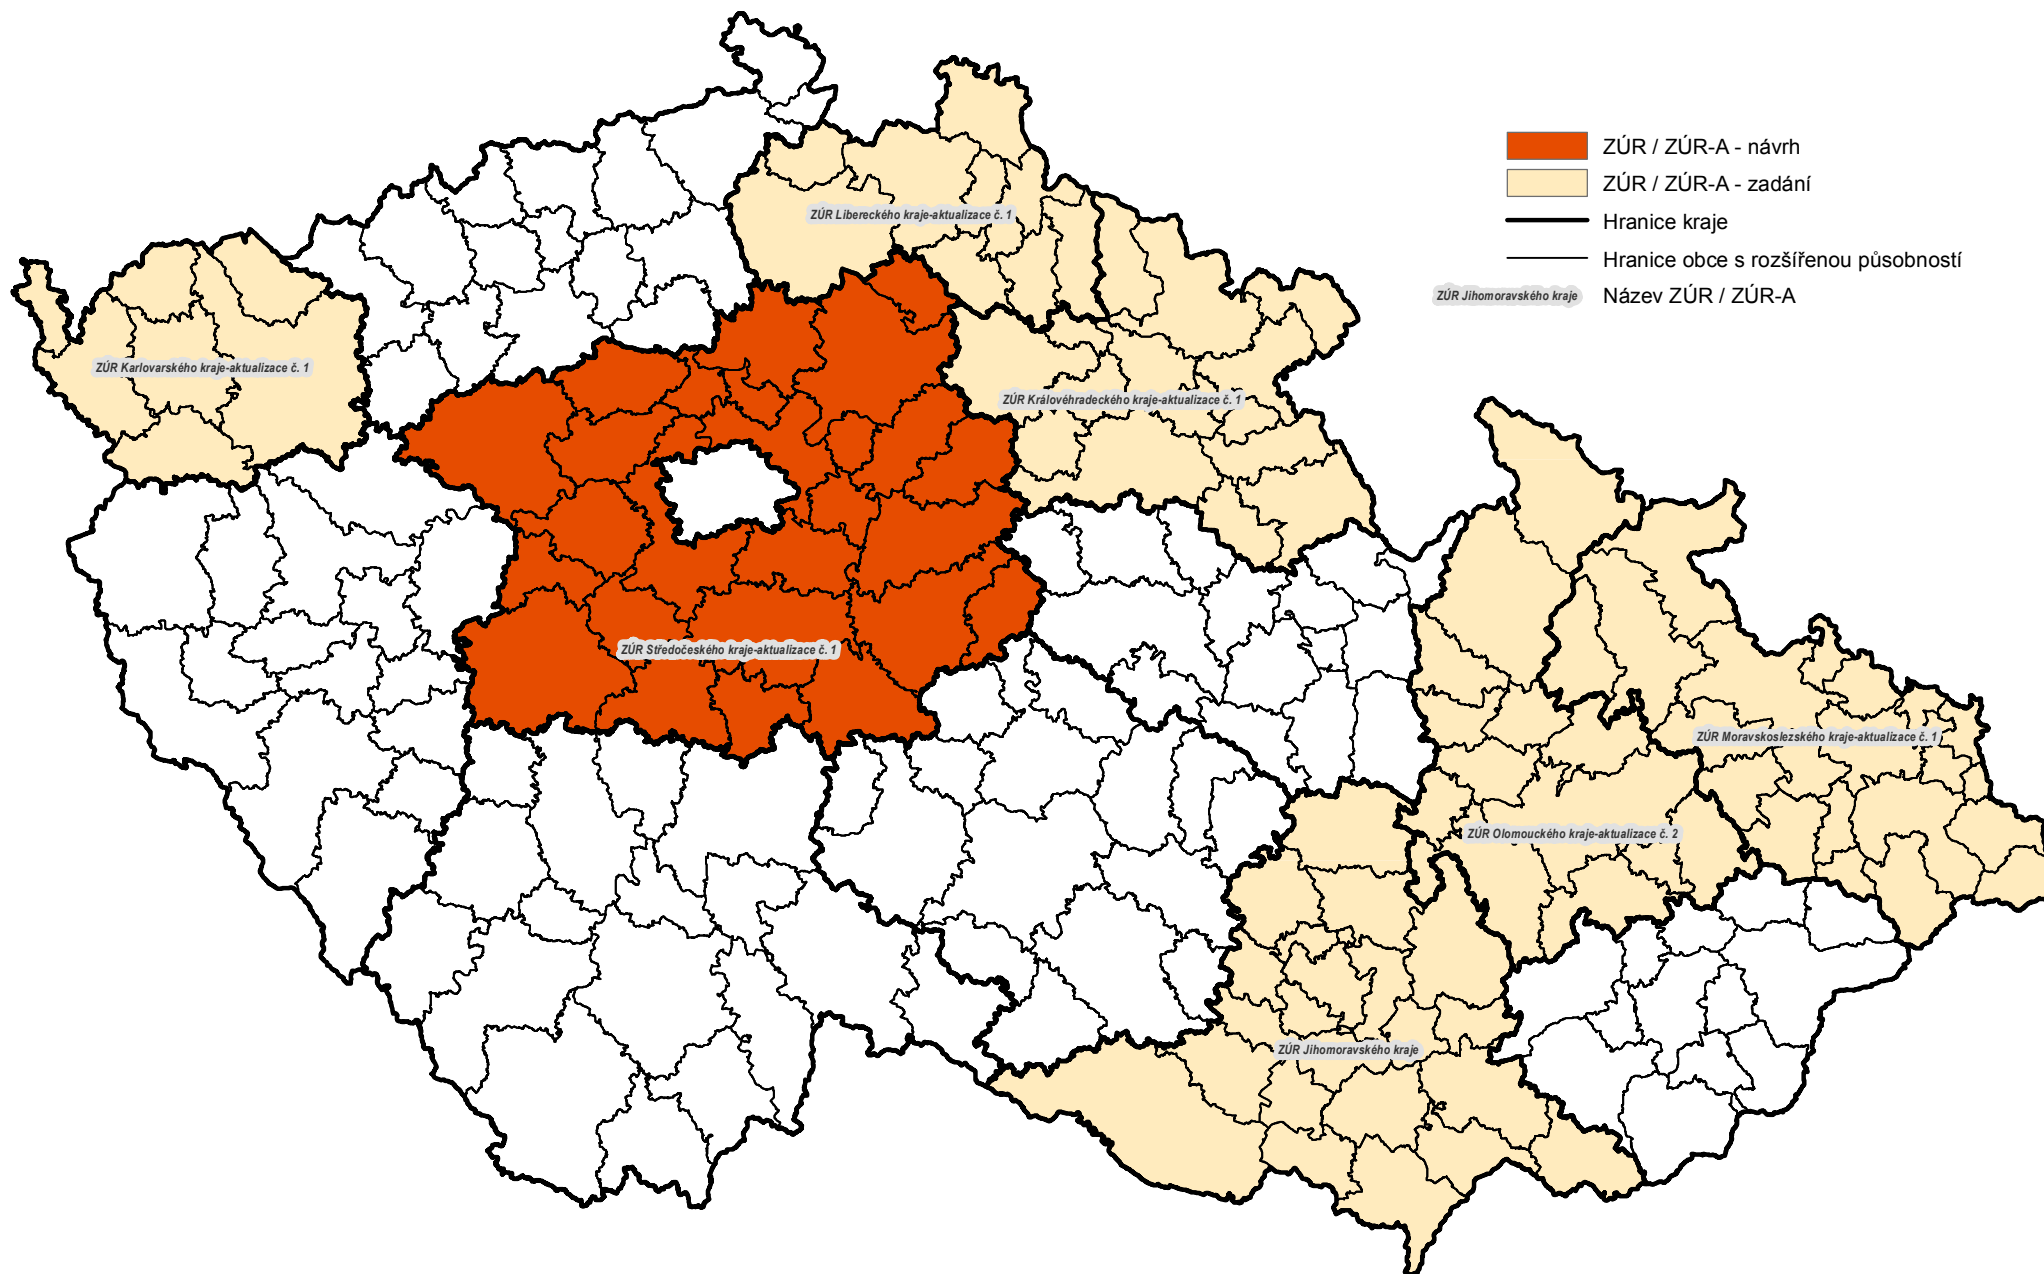 ZÚR / ZÚR-A - návrh
ZÚR / ZÚR-A - zadání
Hranice kraje
Hranice obce s rozšířenou působností
ZÚR Jihomoravského kraje Název ZÚR / ZÚR-A
ZÚR Libereckého kraje-aktualizace č. 1
ZÚR Karlovarského kraje-aktualizace č. 1
ZÚR Královéhradeckého kraje-aktualizace č. 1
ZÚR Středočeského kraje-aktualizace č. 1
ZÚR Moravskoslezského kraje-aktualizace č. 1
ZÚR Olomouckého kraje-aktualizace č. 2
ZÚR Jihomoravského kraje